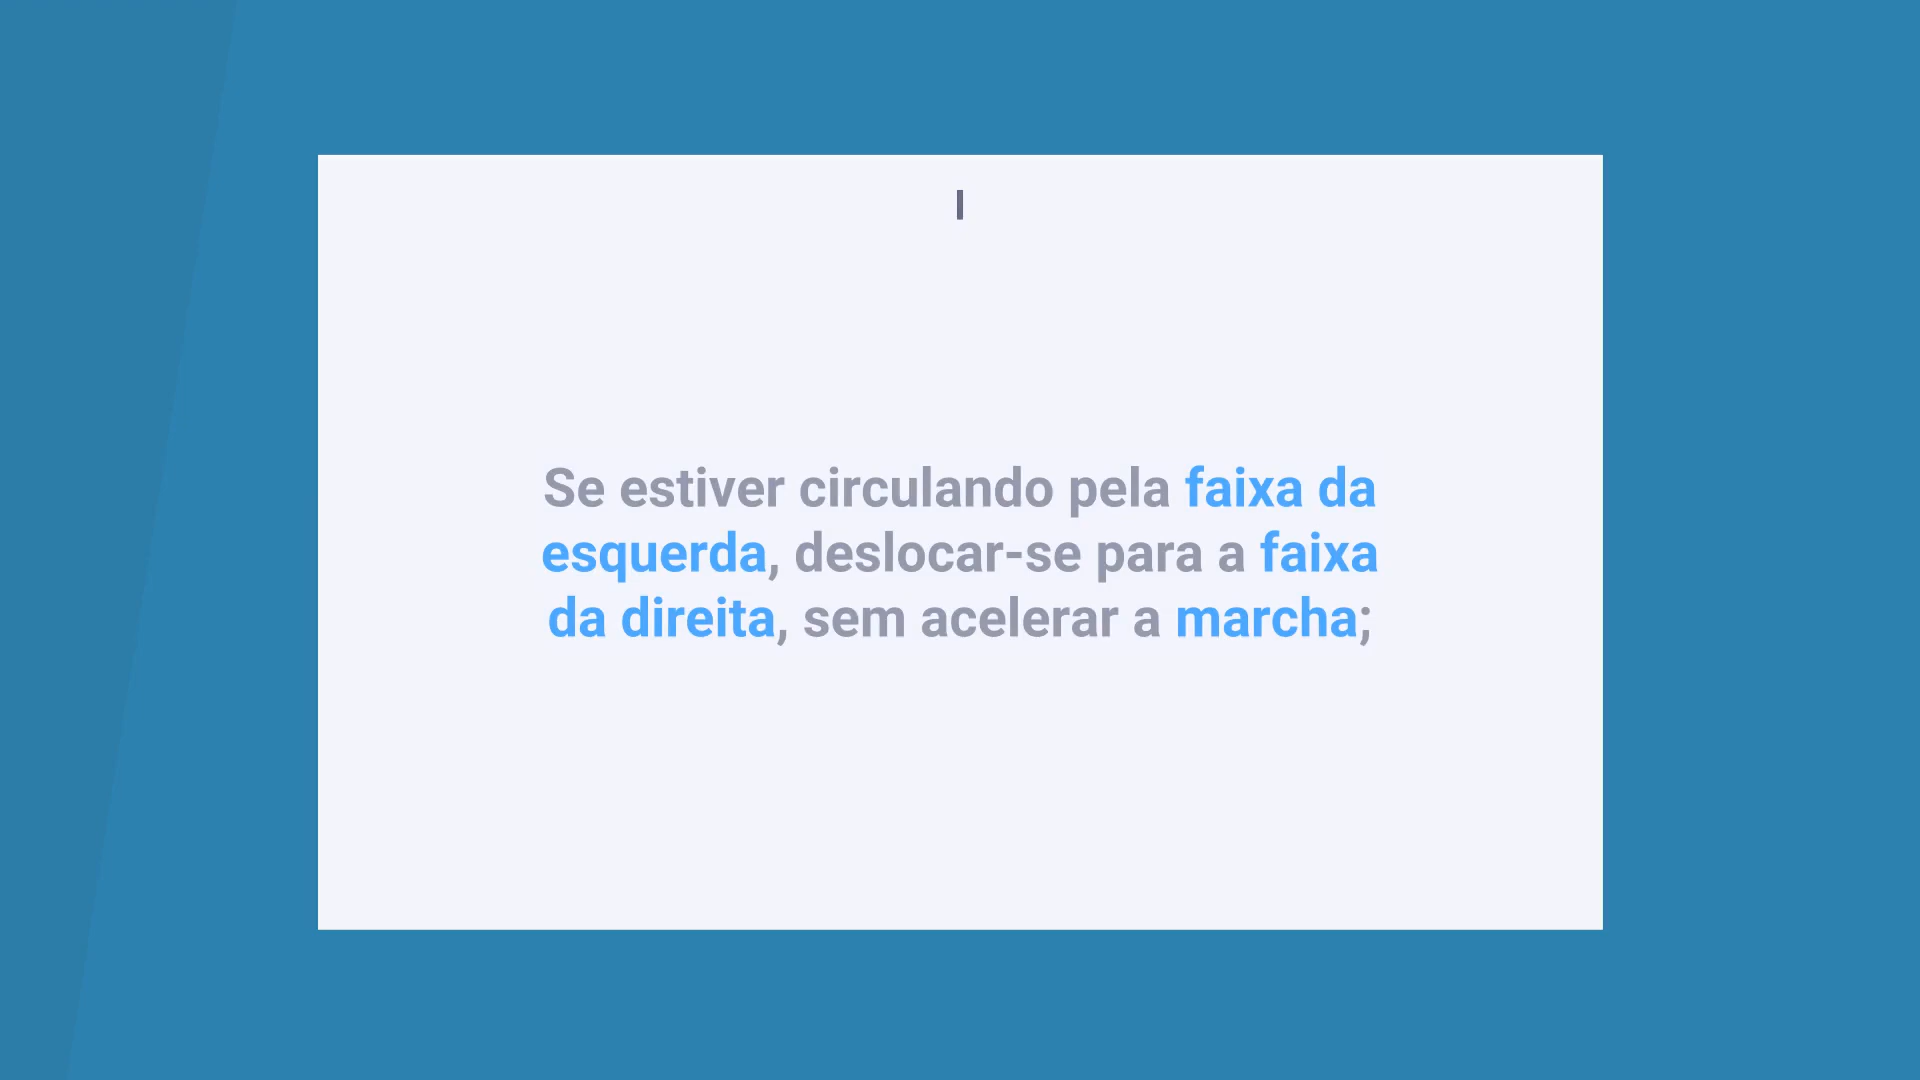 I
Se estiver circulando pela faixa da
esquerda, deslocar-se para a faixa
da direita, sem acelerar a marcha;